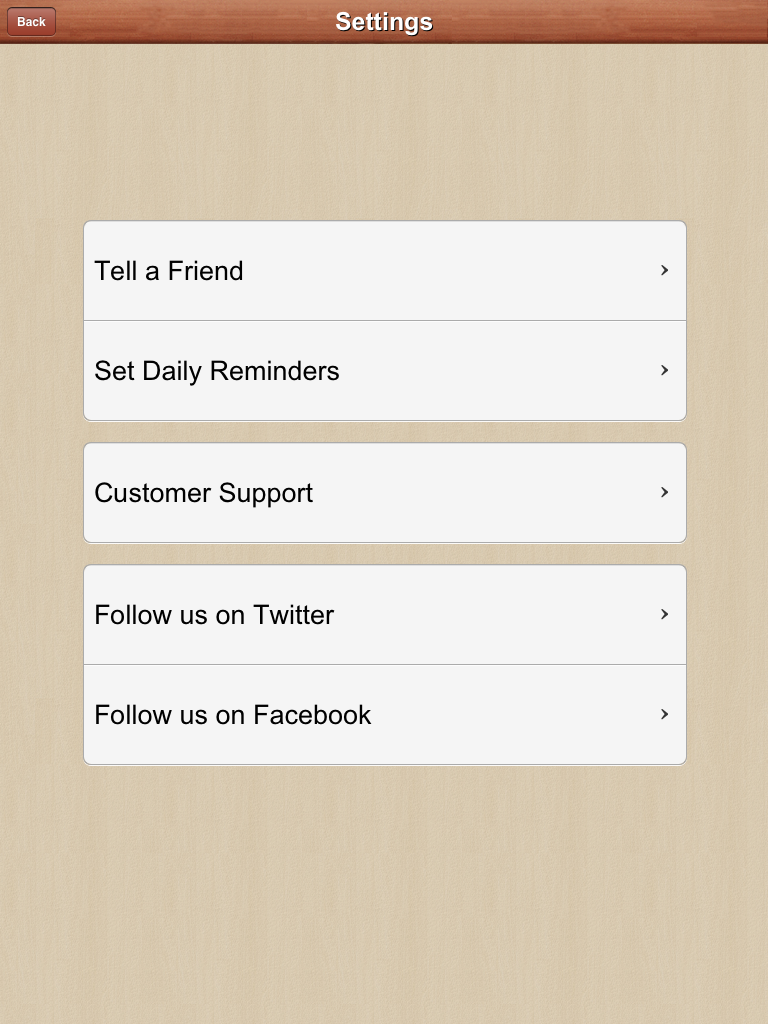 Back
Settings
Tell a Friend
Set Daily Reminders
Customer Support
Follow us on Twitter
Follow us on Facebook